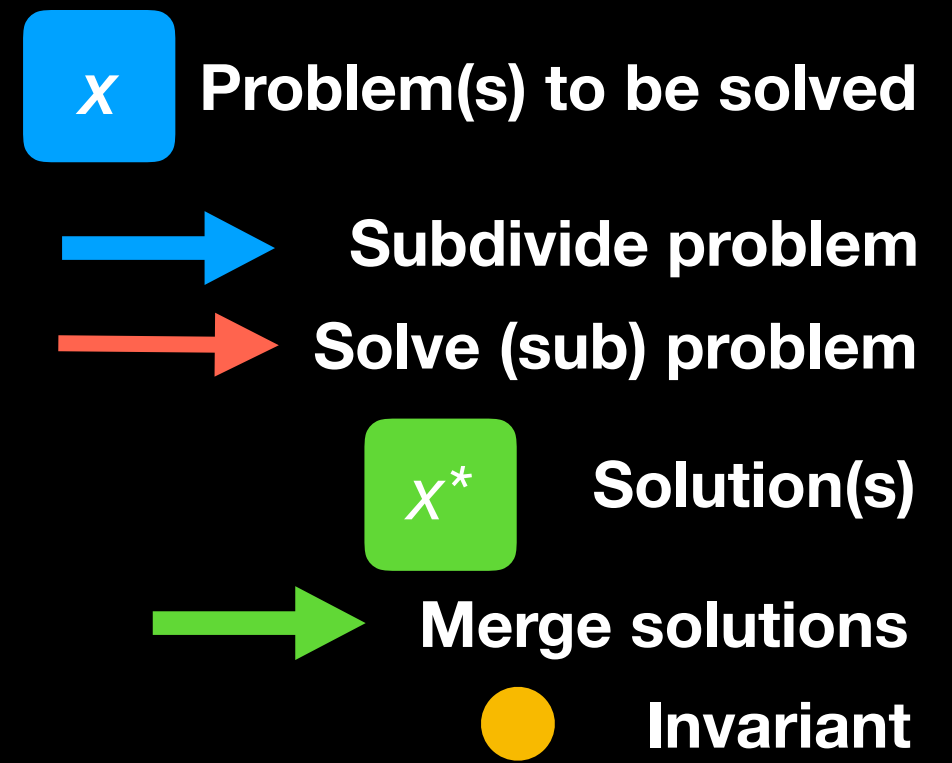 x Problem(s) to be solved
Subdivide problem
Solve (sub) problem
x* Solution(s)
Merge solutions
Invariant